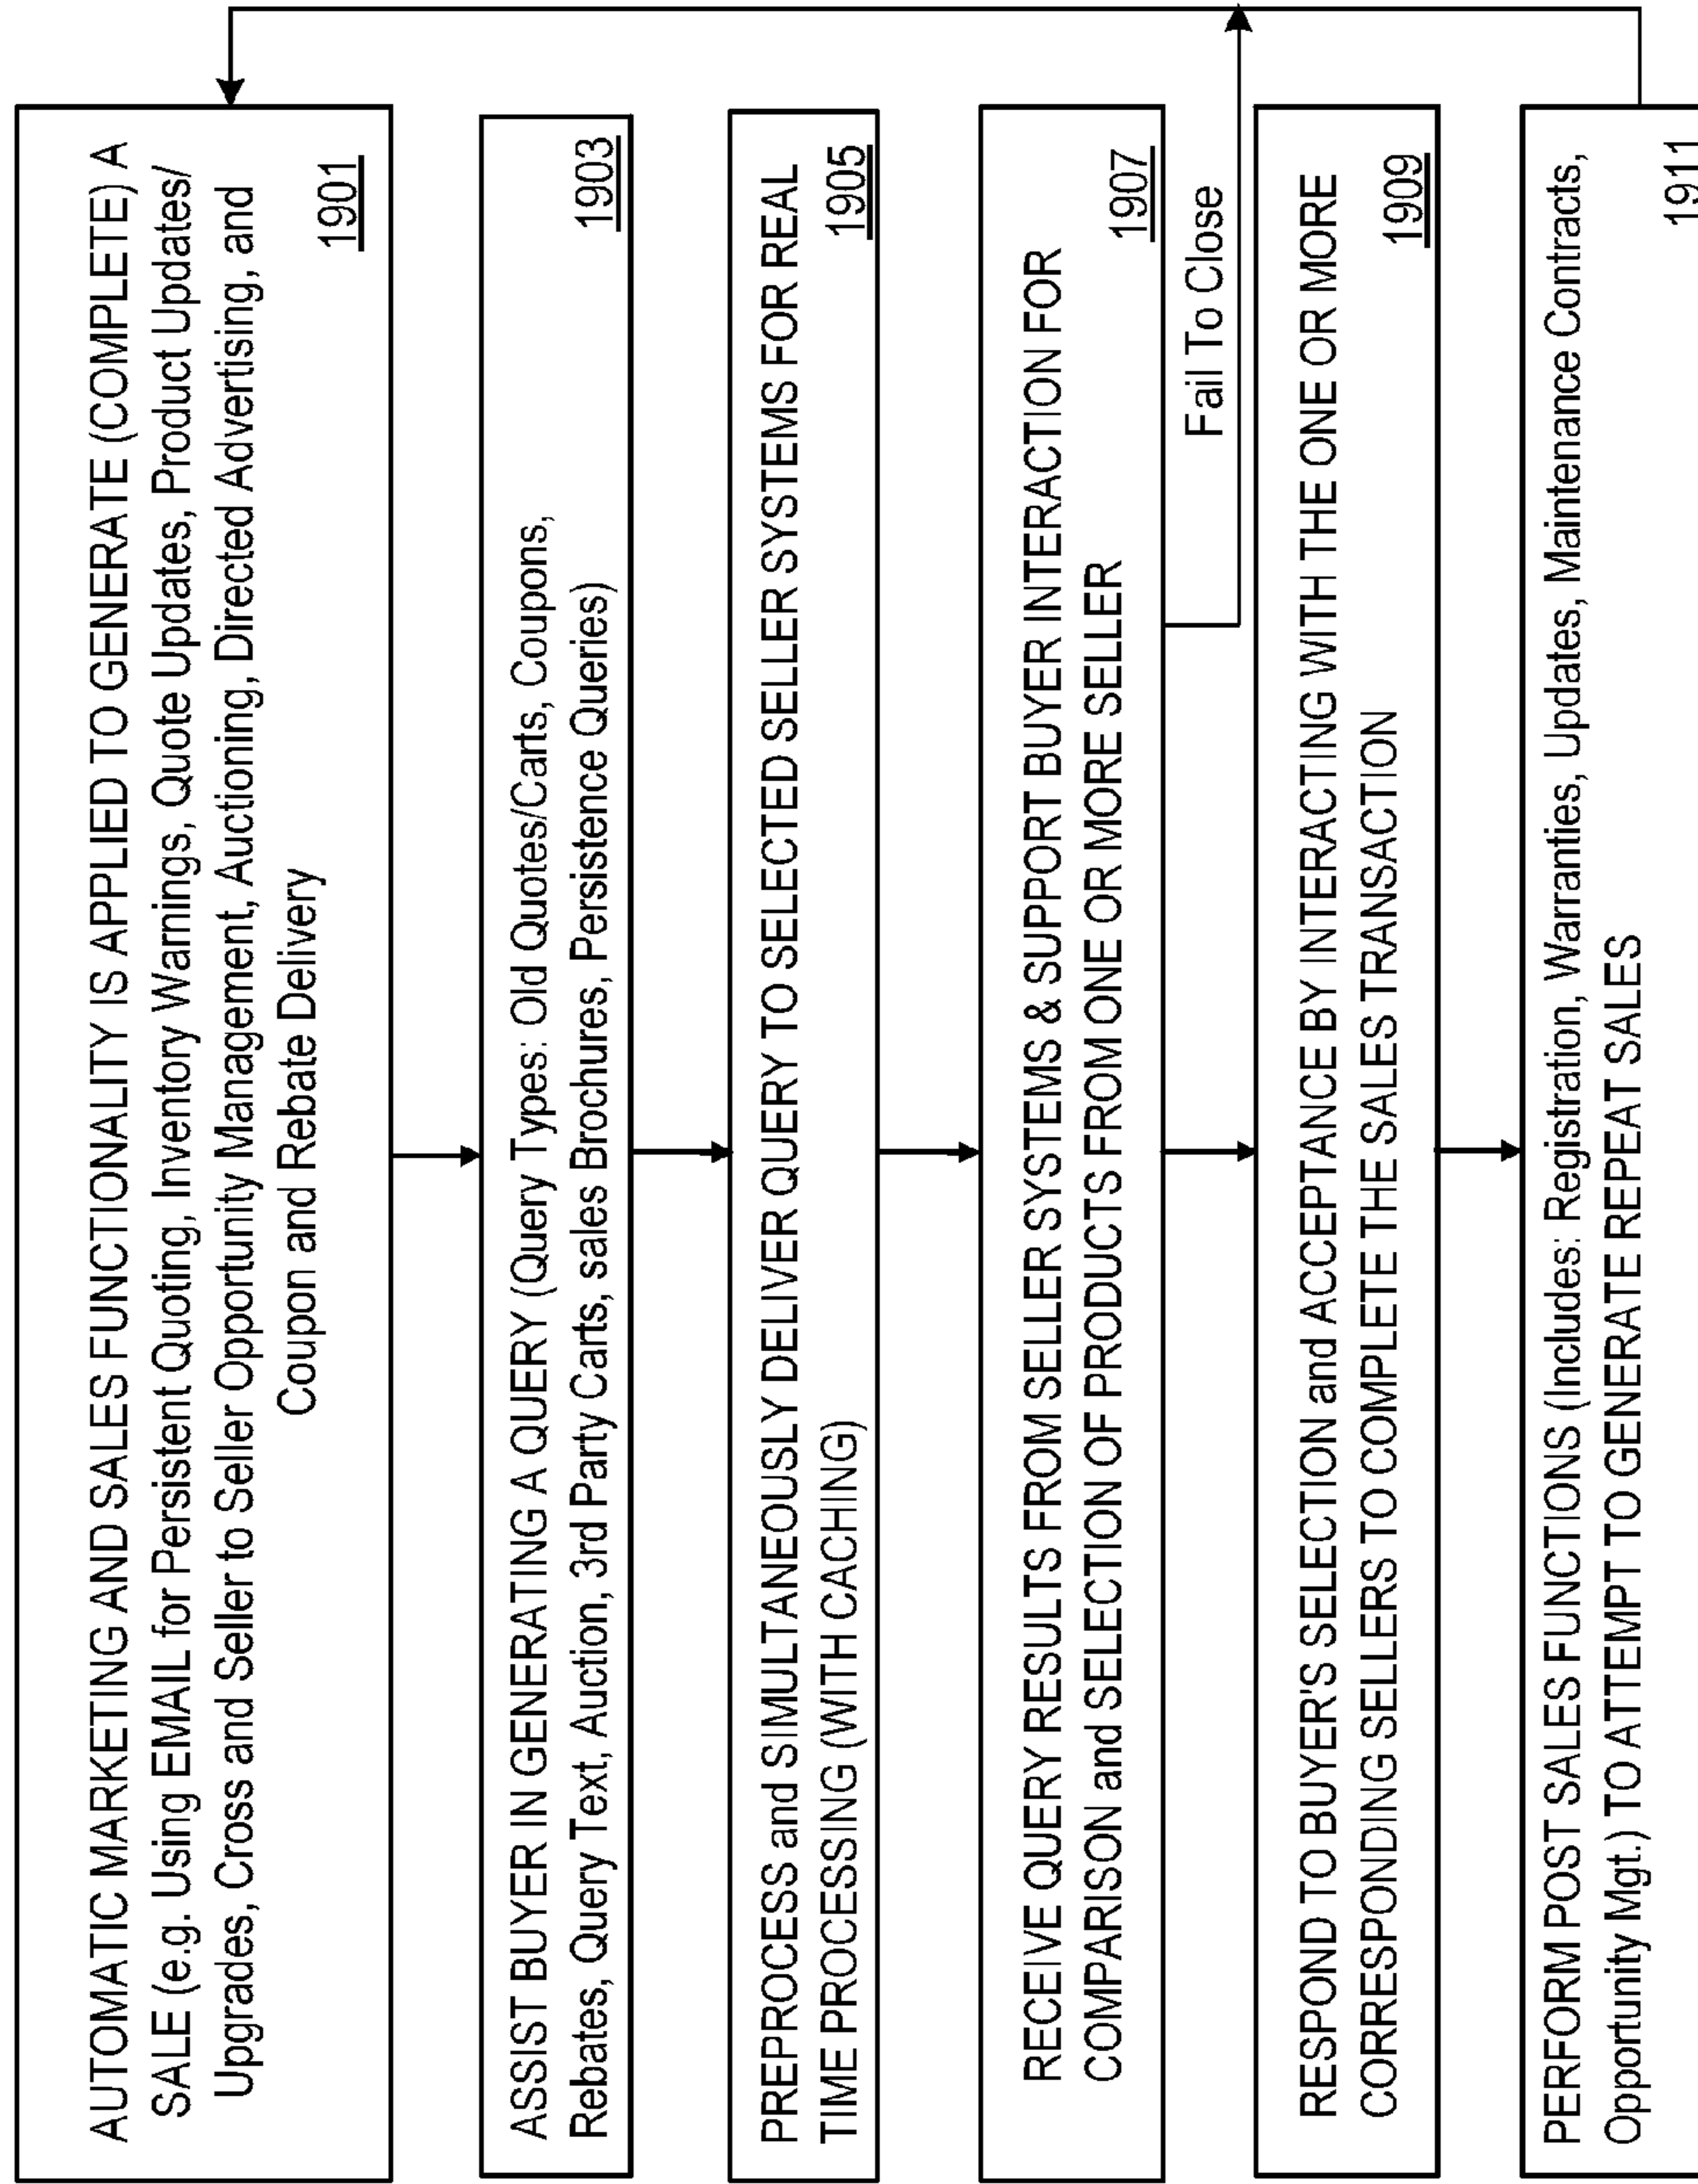 AUTOMATIC MARKETING AND SALES FUNCTIONALITY IS APPLIED TO GENERATE (COMPLETE) A
SALE (e.g. Using EMAIL for Persistent Quoting, Inventory Warnings, Quote Updates, Product Updates/
Upgrades, Cross and Seller to Seller Opportunity Management, Auctioning, Directed Advertising, and
Coupon and Rebate Delivery
1901
ASSIST BUYER IN GENERATING A QUERY (Query Types: Old Quotes/Carts, Coupons,
Rebates, Query Text, Auction, 3rd Party Carts, sales Brochures, Persistence Queries)
1903
PREPROCESS and SIMULTANEOUSLY DELIVER QUERY TO SELECTED SELLER SYSTEMS FOR REAL
TIME PROCESSING (WITH CACHING)
1905
RECEIVE QUERY RESULTS FROM SELLER SYSTEMS & SUPPORT BUYER INTERACTION FOR
COMPARISON and SELECTION OF PRODUCTS FROM ONE OR MORE SELLER
1907
Fail To Close
RESPOND TO BUYER'S SELECTION and ACCEPTANCE BY INTERACTING WITH THE ONE OR MORE
CORRESPONDING SELLERS TO COMPLETE THE SALES TRANSACTION
1909
PERFORM POST SALES FUNCTIONS (Includes: Registration, Warranties, Updates, Maintenance Contracts,
Opportunity Mgt.) TO ATTEMPT TO GENERATE REPEAT SALES
1911